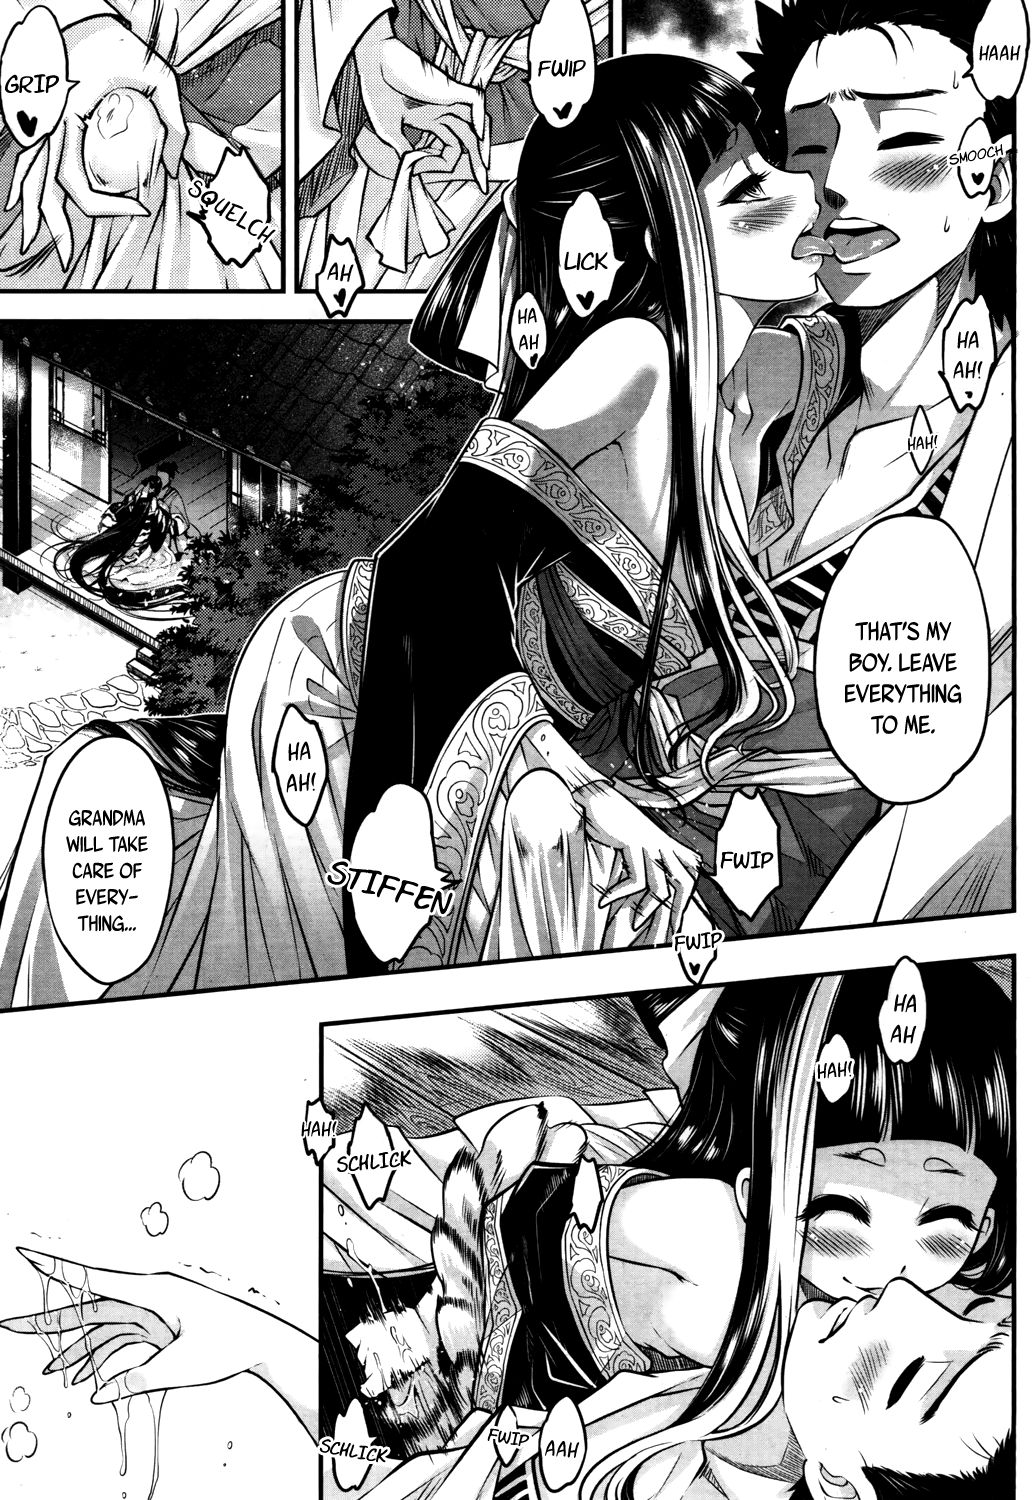 HAAH
SMOOCH
FWIP
LICK
HA
AH
HA
AH!
HAH!
AH
GRIP
SQUELCH
THAT'S MY
BOY. LEAVE
EVERYTHING
TO ME.
HA
AH!
STIFFEN
FWIP
FWIP
GRANDMA
WILL TAKE
CARE OF
EVERY-
THING...
HA
AH
HAH!
HAH!
SCHLICK
SCHLICK
FWIP
AAH